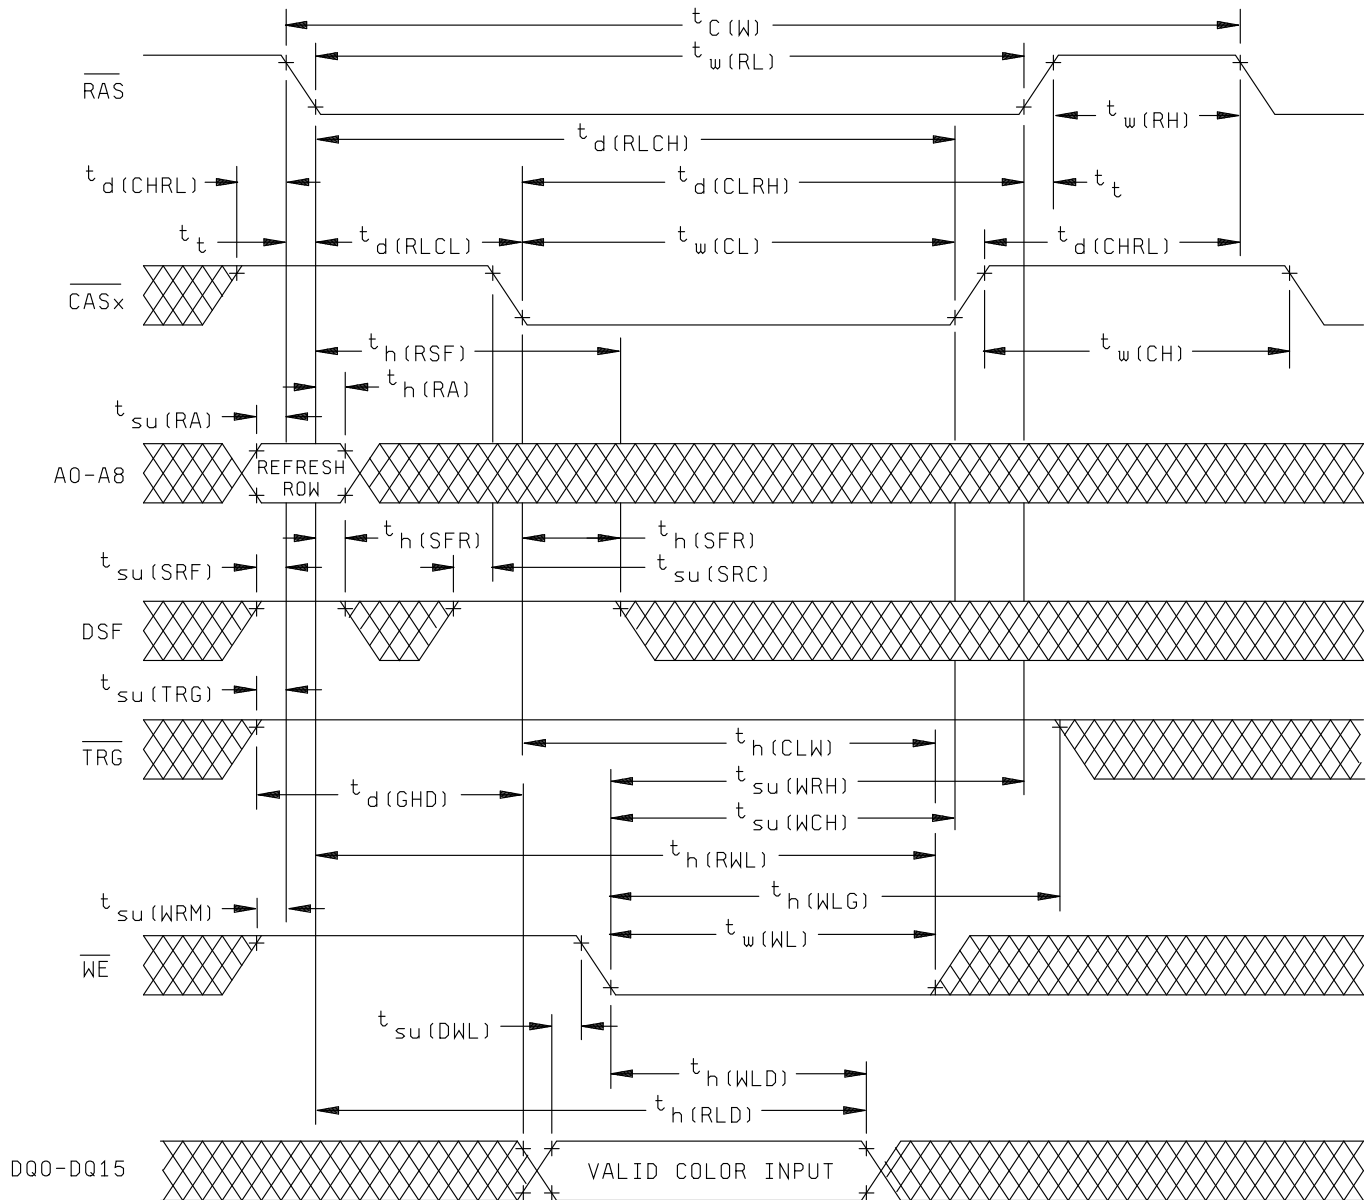 t C(W)
t w(RL)
RAS
t w(RH)
t d(RLCH)
t d(CHRL)
t d(CLRH)
t t
t t
t d(RLCL)
t w(CL)
t d(CHRL)
CASx
t h(RSF)
t w(CH)
t h(RA)
t su(RA)
A0-A8
REFRESH
ROW
t h(SFR)
t h(SFR)
t su(SRF)
t su(SRC)
DSF
t su(TRG)
TRG
t h(CLW)
t su(WRH)
t d(GHD)
t su(WCH)
t h(RWL)
t h(WLG)
t su(WRM)
t w(WL)
WE
t su(DWL)
t h(WLD)
t h(RLD)
DQ0-DQ15
VALID COLOR INPUT